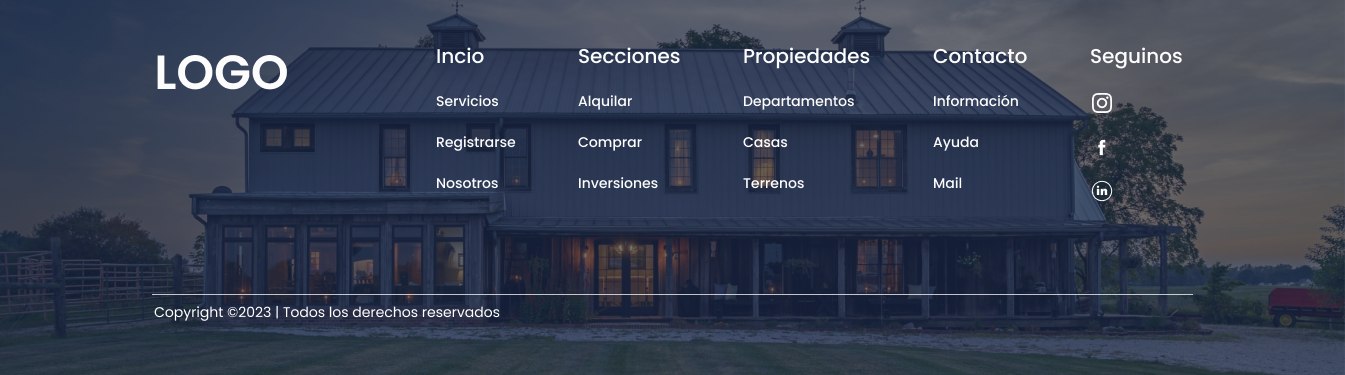 LOGO
Incio
Servicios
Registrarse
Nosotros
Secciones
Alquilar
Comprar
Inversiones
Propiedades
Departamentos
Casas
Terrenos
Contacto
Información
Ayuda
Mail
Seguinos
f
in
Copyright ©2023 | Todos los derechos reservados